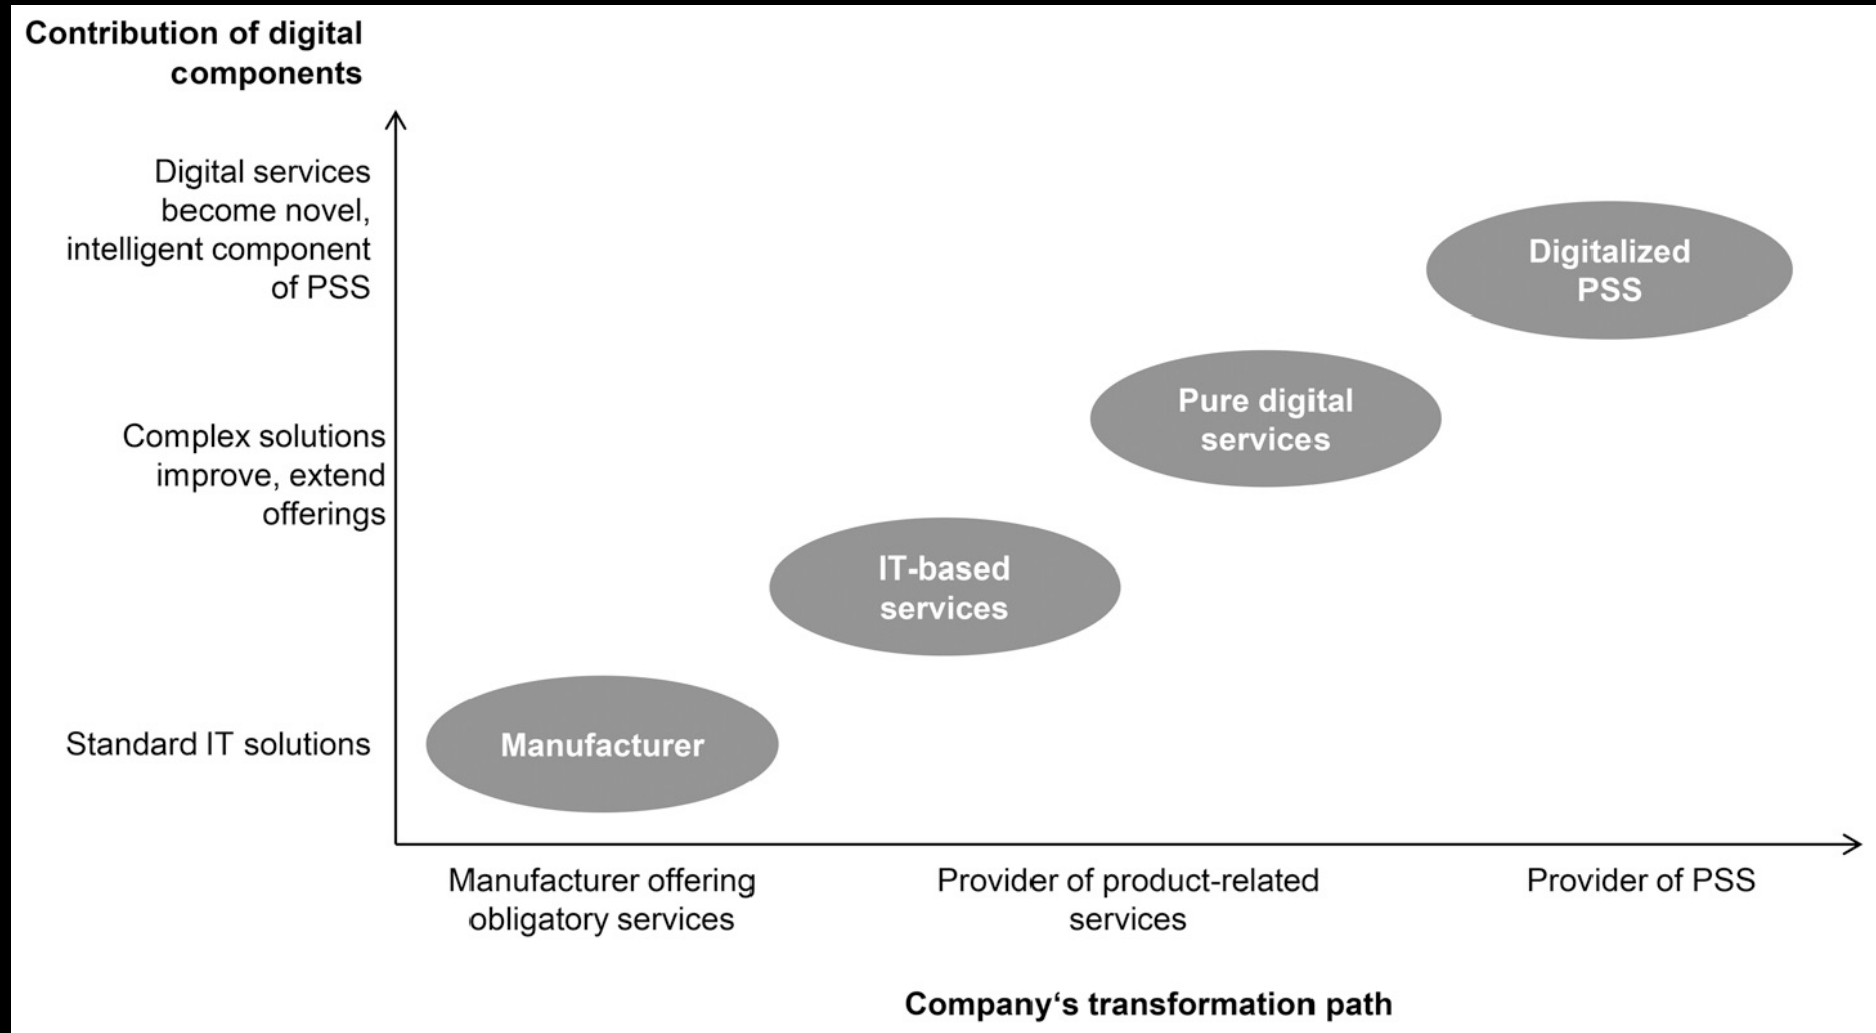 Contribution of digital
components
Digital services
become novel,
intelligent component
of PSS
Digitalized
PSS
Pure digital
services
Complex solutions
improve, extend
offerings
IT-based
services
Standard IT solutions
Manufacturer
Manufacturer offering
obligatory services
Provider of product-related
services
Provider of PSS
Company‘s transformation path